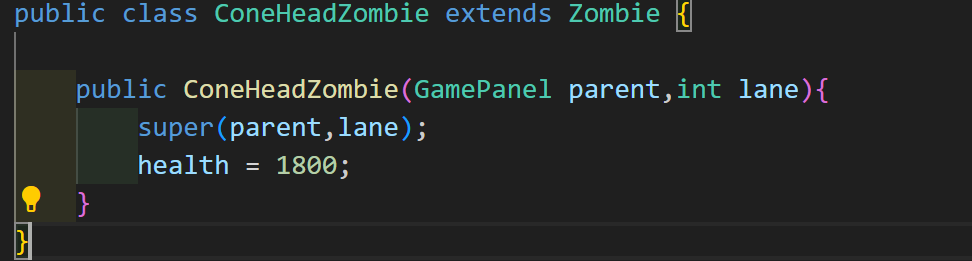 public class ConeHeadZombie extends Zombie {
public ConeHeadZombie(GamePanel parent,int lane){
super(parent,lane);
health = 1800;
}
}